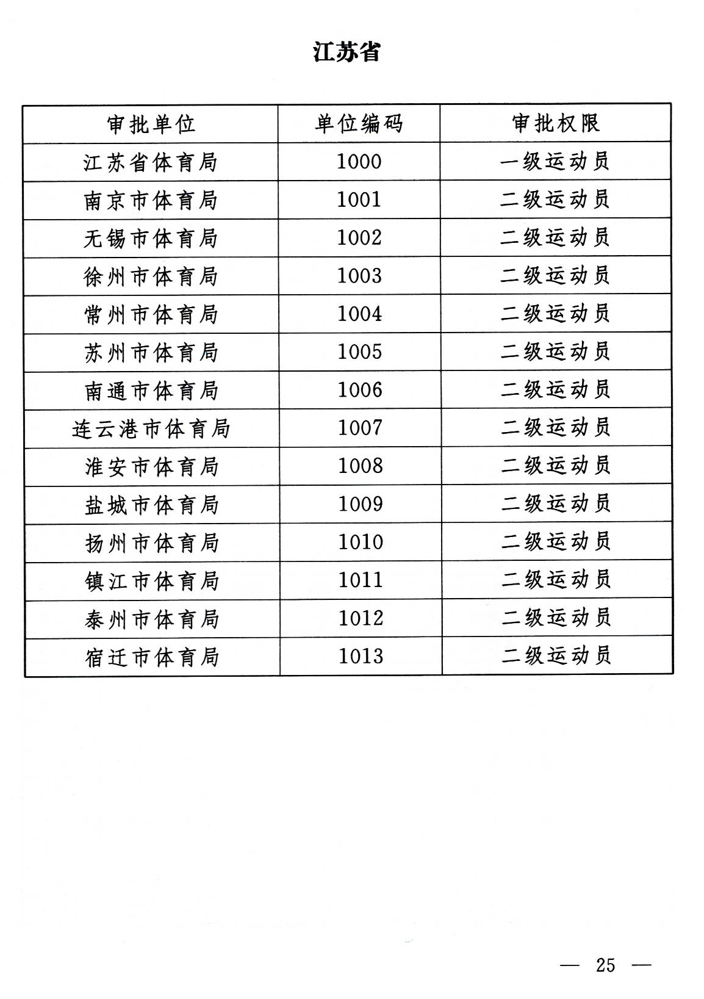 江苏省
审批单位 单位编码 审批权限
江苏省体育局 1000 一级运动员
南京市体育局 1001 二级运动员
无锡市体育局 1002 二级运动员
徐州市体育局 1003 二级运动员
常州市体育局 1004 二级运动员
苏州市体育局 1005 二级运动员
南通市体育局 1006 二级运动员
连云港市体育局 1007 二级运动员
淮安市体育局 1008 二级运动员
盐城市体育局 1009 二级运动员
扬州市体育局 1010 二级运动员
镇江市体育局 1011 二级运动员
泰州市体育局 1012 二级运动员
宿迁市体育局 1013 二级运动员
— 25 —